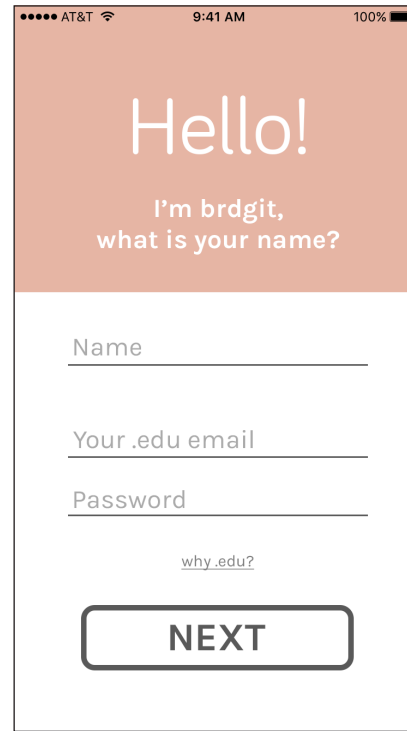 AT&T 9:41 AM 100%
Hello!
I'm brdgit,
what is your name?
Name
Your .edu email
Password
why .edu?
NEXT